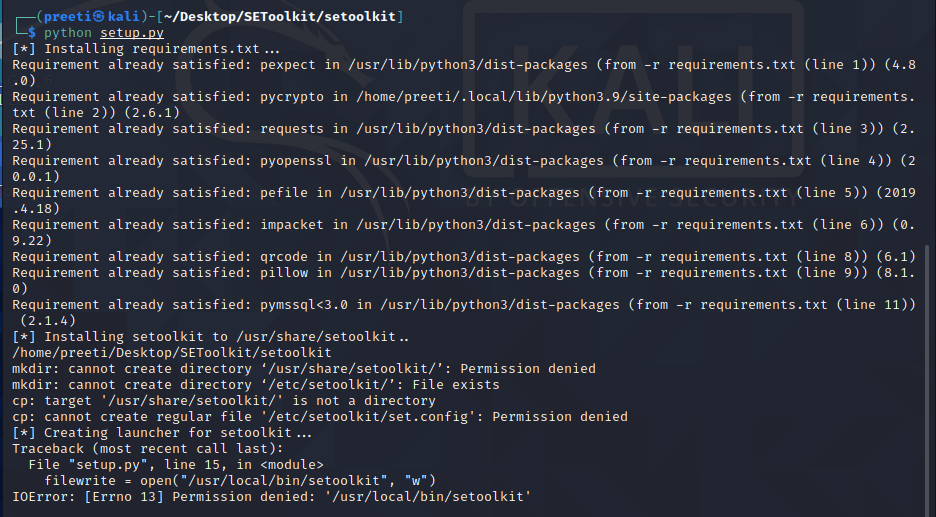 ┌──(preeti㉿kali)-[~/Desktop/SEToolkit/setoolkit]
└─$ python setup.py
[*] Installing requirements.txt...
Requirement already satisfied: pexpect in /usr/lib/python3/dist-packages (from -r requirements.txt (line 1)) (4.8
.0)
Requirement already satisfied: pycrypto in /home/preeti/.local/lib/python3.9/site-packages (from -r requirements.
txt (line 2)) (2.6.1)
Requirement already satisfied: requests in /usr/lib/python3/dist-packages (from -r requirements.txt (line 3)) (2.
25.1)
Requirement already satisfied: pyopenssl in /usr/lib/python3/dist-packages (from -r requirements.txt (line 4)) (2
0.0.1)
Requirement already satisfied: pefile in /usr/lib/python3/dist-packages (from -r requirements.txt (line 5)) (2019
.4.18)
Requirement already satisfied: impacket in /usr/lib/python3/dist-packages (from -r requirements.txt (line 6)) (0.
9.22)
Requirement already satisfied: qrcode in /usr/lib/python3/dist-packages (from -r requirements.txt (line 8)) (6.1)
Requirement already satisfied: pillow in /usr/lib/python3/dist-packages (from -r requirements.txt (line 9)) (8.1.
0)
Requirement already satisfied: pymssql<3.0 in /usr/lib/python3/dist-packages (from -r requirements.txt (line 11))
 (2.1.4)
[*] Installing setoolkit to /usr/share/setoolkit..
/home/preeti/Desktop/SEToolkit/setoolkit
mkdir: cannot create directory ‘/usr/share/setoolkit/’: Permission denied
mkdir: cannot create directory ‘/etc/setoolkit/’: File exists
cp: target '/usr/share/setoolkit/' is not a directory
cp: cannot create regular file '/etc/setoolkit/set.config': Permission denied
[*] Creating launcher for setoolkit...
Traceback (most recent call last):
  File "setup.py", line 15, in <module>
    filewrite = open("/usr/local/bin/setoolkit", "w")
IOError: [Errno 13] Permission denied: '/usr/local/bin/setoolkit'
KALI
BY OFFENSIVE SECURITY